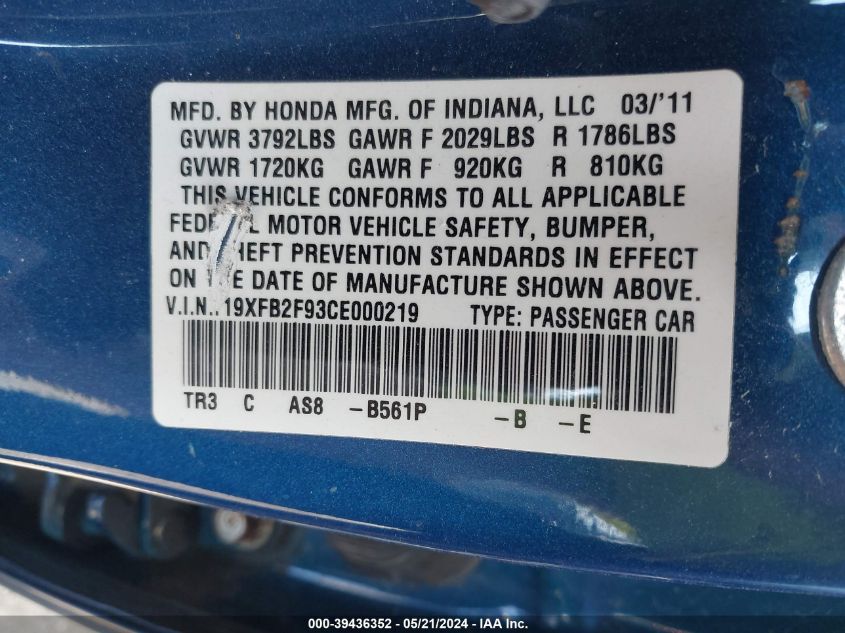 MFD. BY HONDA MFG. OF INDIANA, LLC 03/'11
GVWR 3792LBS GAWR F 2029LBS R 1786LBS
GVWR 1720KG GAWR F 920KG R 810KG
THIS VEHICLE CONFORMS TO ALL APPLICABLE
MOTOR VEHICLE SAFETY, BUMPER,
PREVENTION STANDARDS IN EFFECT
ON DATE OF MANUFACTURE SHOWN ABOVE.
V.I.N.: 19XFB2F93CE000219 TYPE: PASSENGER CAR
TR3 C AS8 -B561P -B -E
000-39436352 - 05/21/2024 - IAA Inc.